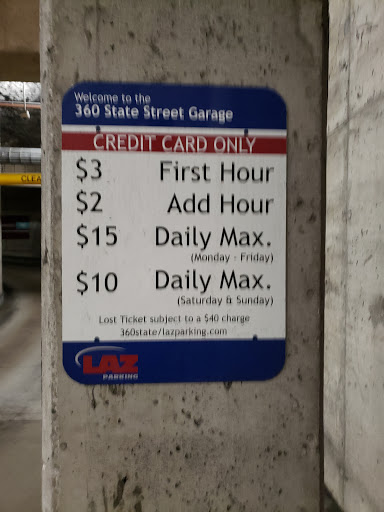 Welcome to the
360 State Street Garage
CREDIT CARD ONLY
$3 First Hour
$2 Add Hour
$15 Daily Max.
(Monday - Friday)
$10 Daily Max.
(Saturday & Sunday)
Lost Ticket subject to a $40 charge
360state/lazparking.com
LAZ
PARKING
CLEA